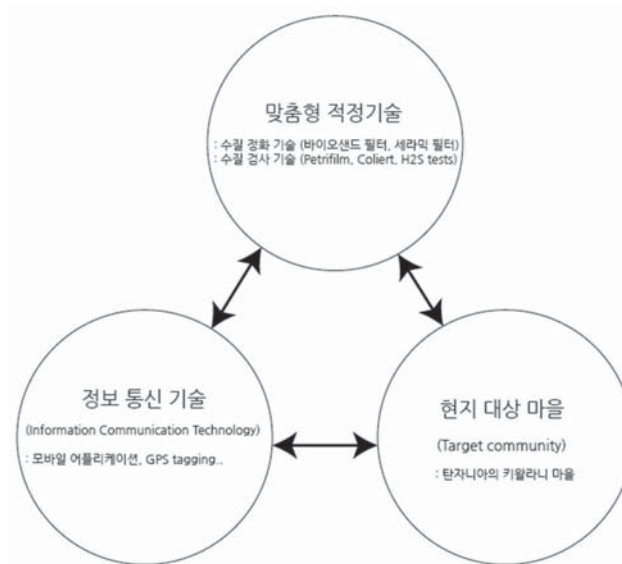 맞춤형 적정기술
: 수질 정화 기술 (바이오샌드 필터, 세라믹 필터)
: 수질 검사 기술 (Petrifilm, Coliert, H2S tests)
정보 통신 기술
(Information Communication Technology)
: 모바일 어플리케이션, GPS tagging..
현지 대상 마을
(Target community)
: 탄자니아의 키왈라니 마을